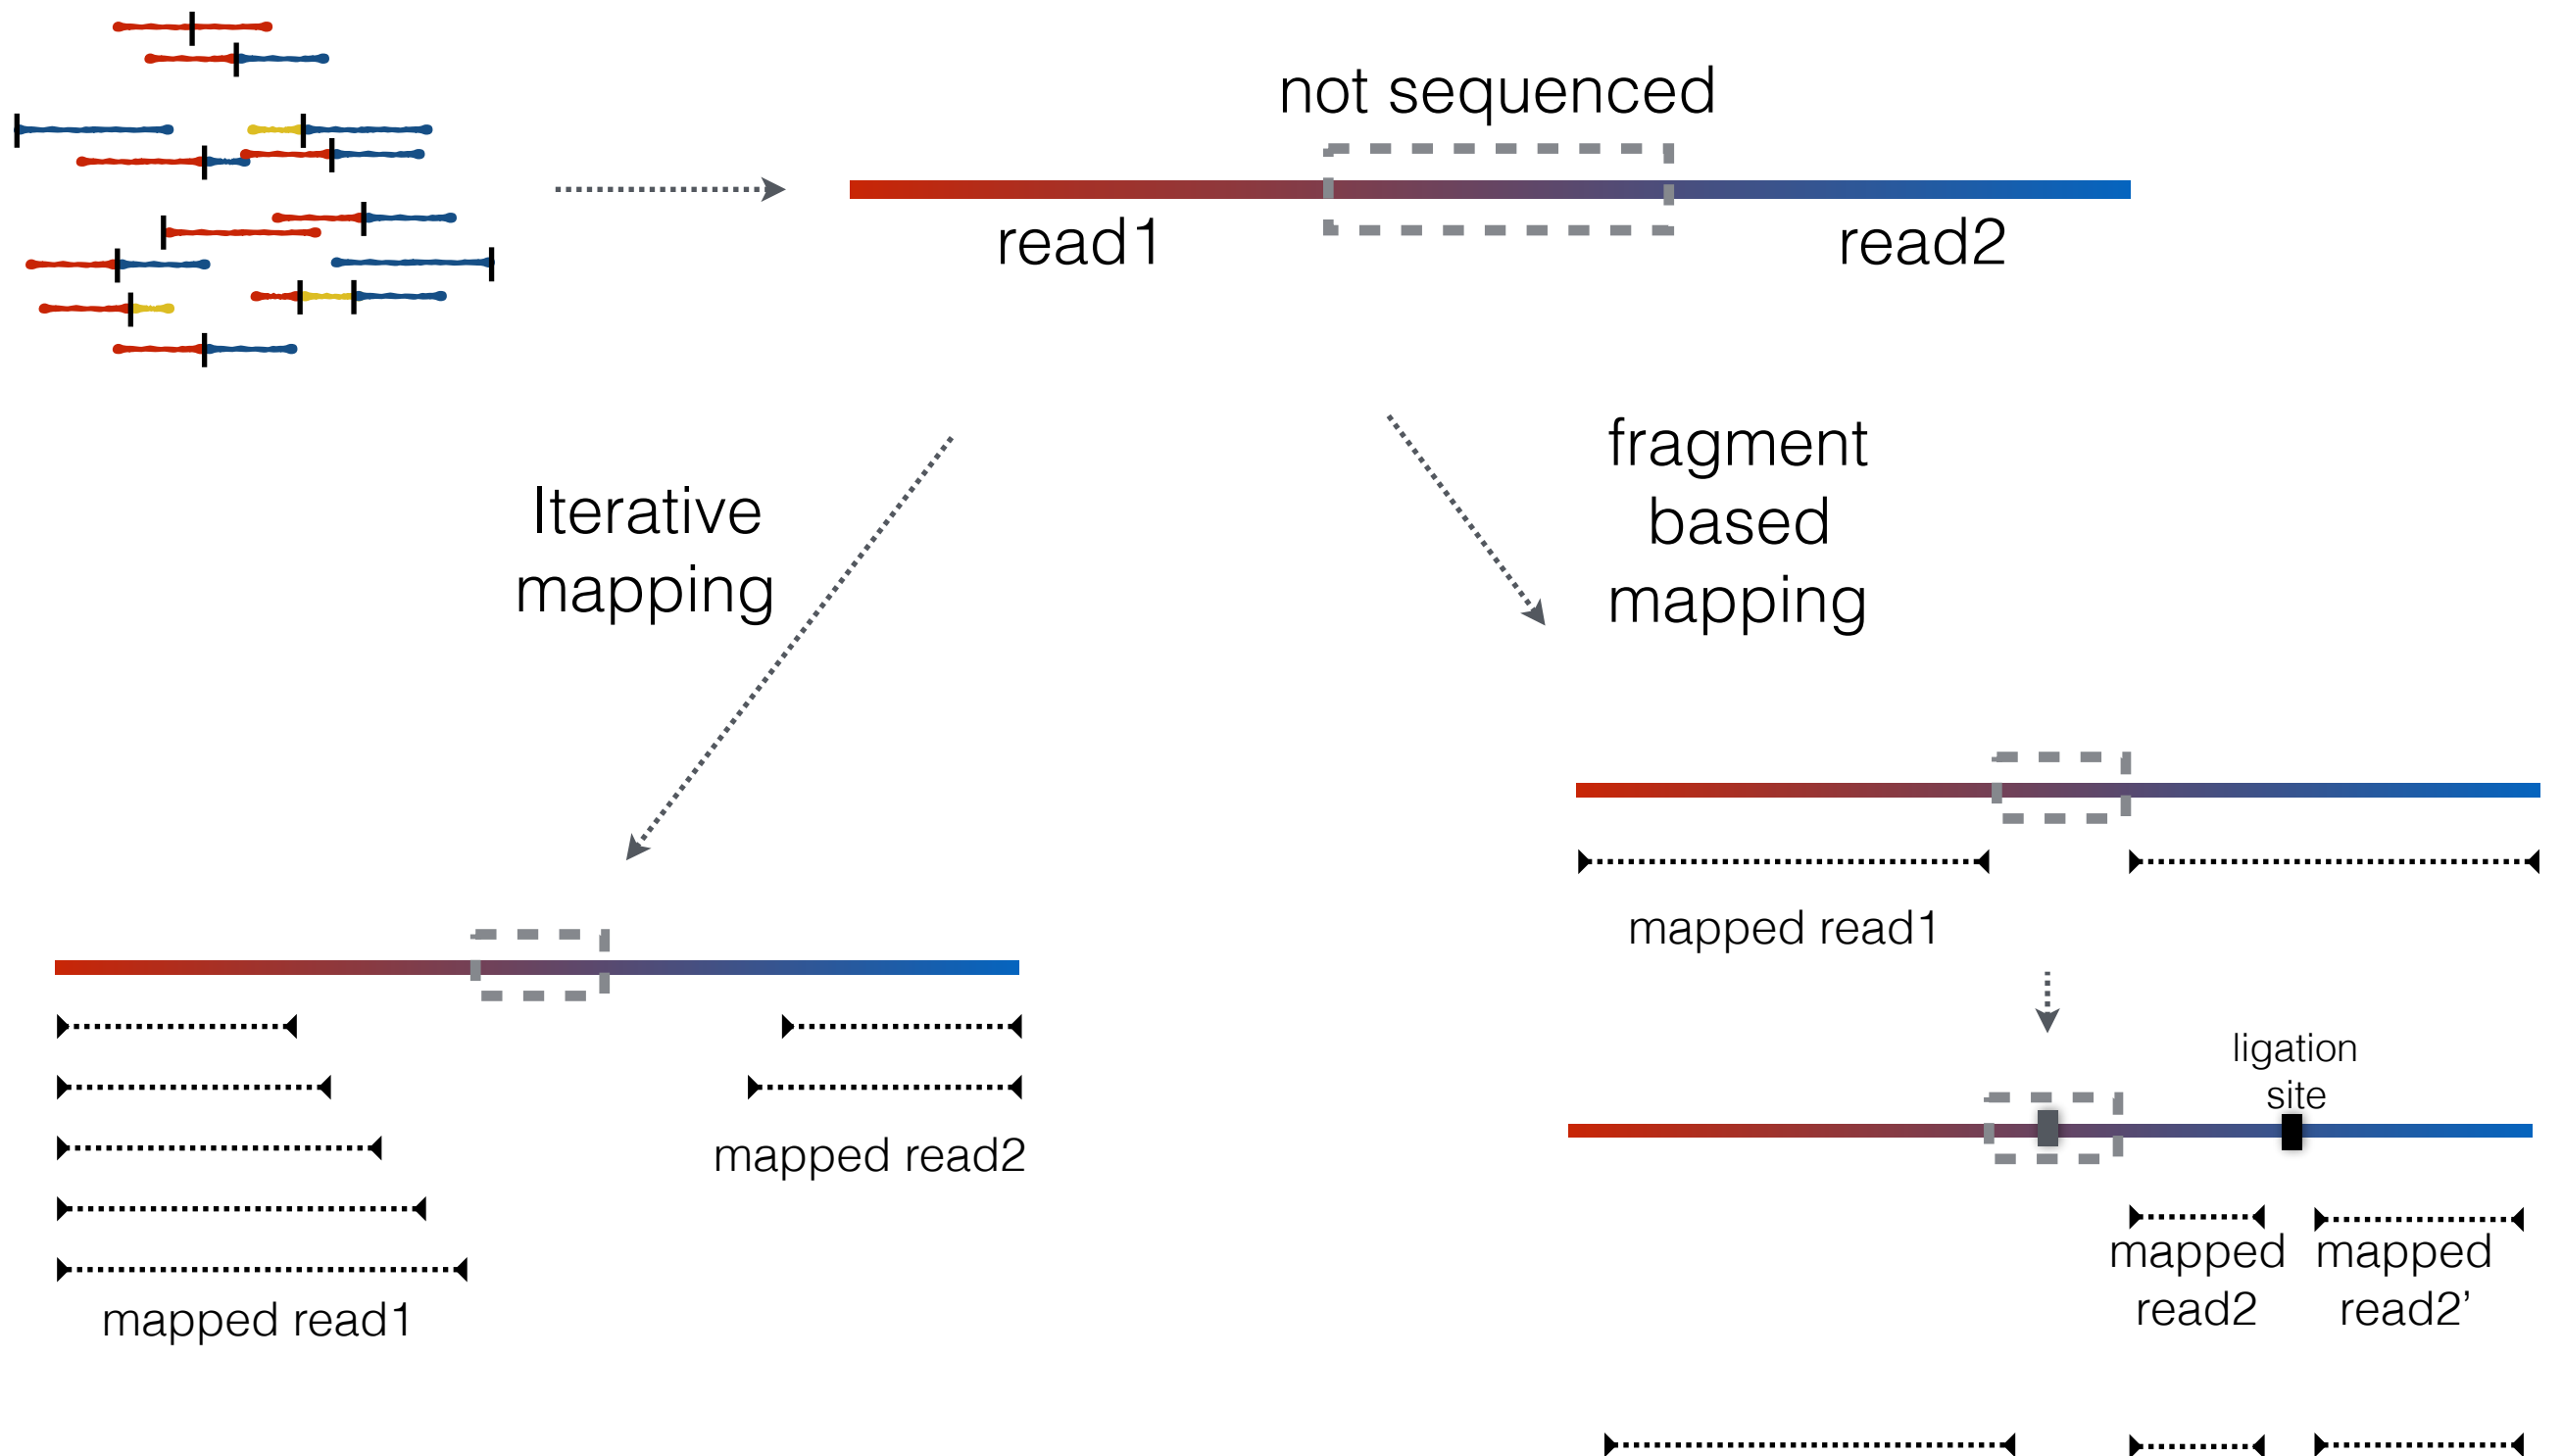 not sequenced
read1
read2
Iterative
mapping
fragment
based
mapping
mapped read1
mapped read2
mapped read1
ligation
site
mapped
read2
mapped
read2’